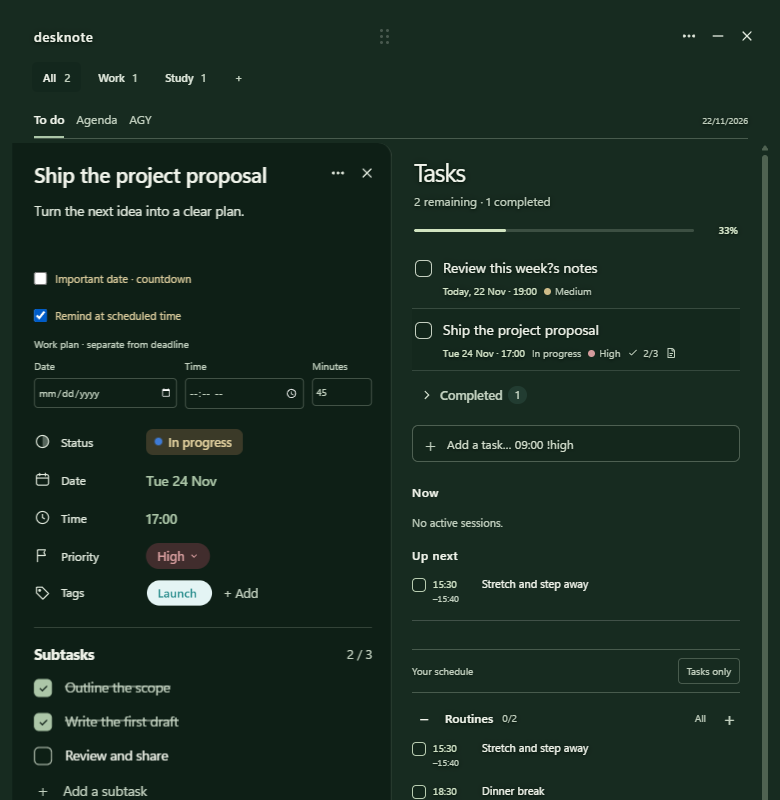 desknote
All 2 Work 1 Study 1 +
To do Agenda AGY 22/11/2026
Ship the project proposal
Turn the next idea into a clear plan.
Important date · countdown
Remind at scheduled time
Work plan · separate from deadline
Date Time Minutes
mm/dd/yyyy --:-- -- 45
Status In progress
Date Tue 24 Nov
Time 17:00
Priority High
Tags Launch + Add
Subtasks 2 / 3
Outline the scope
Write the first draft
Review and share
+ Add a subtask
Tasks
2 remaining · 1 completed
33%
Review this week?s notes
Today, 22 Nov · 19:00 Medium
Ship the project proposal
Tue 24 Nov · 17:00 In progress High 2/3
Completed 1
+ Add a task... 09:00 !high
Now
No active sessions.
Up next
15:30 Stretch and step away
–15:40
Your schedule Tasks only
– Routines 0/2 All +
15:30 Stretch and step away
–15:40
18:30 Dinner break